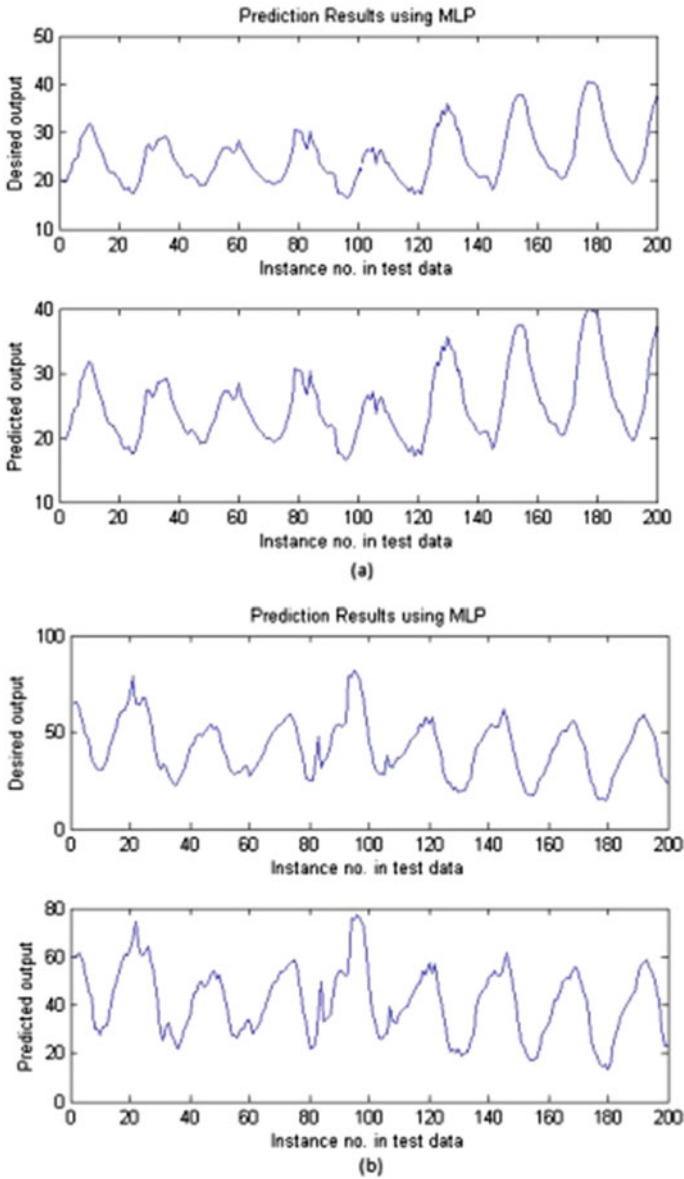 Prediction Results using MLP
Desired output
50
40
30
20
10
0 20 40 60 80 100 120 140 160 180 200
Instance no. in test data
Predicted output
40
30
20
10
0 20 40 60 80 100 120 140 160 180 200
Instance no. in test data
(a)
Prediction Results using MLP
Desired output
100
50
0
0 20 40 60 80 100 120 140 160 180 200
Instance no. in test data
Predicted output
80
60
40
20
0
0 20 40 60 80 100 120 140 160 180 200
Instance no. in test data
(b)